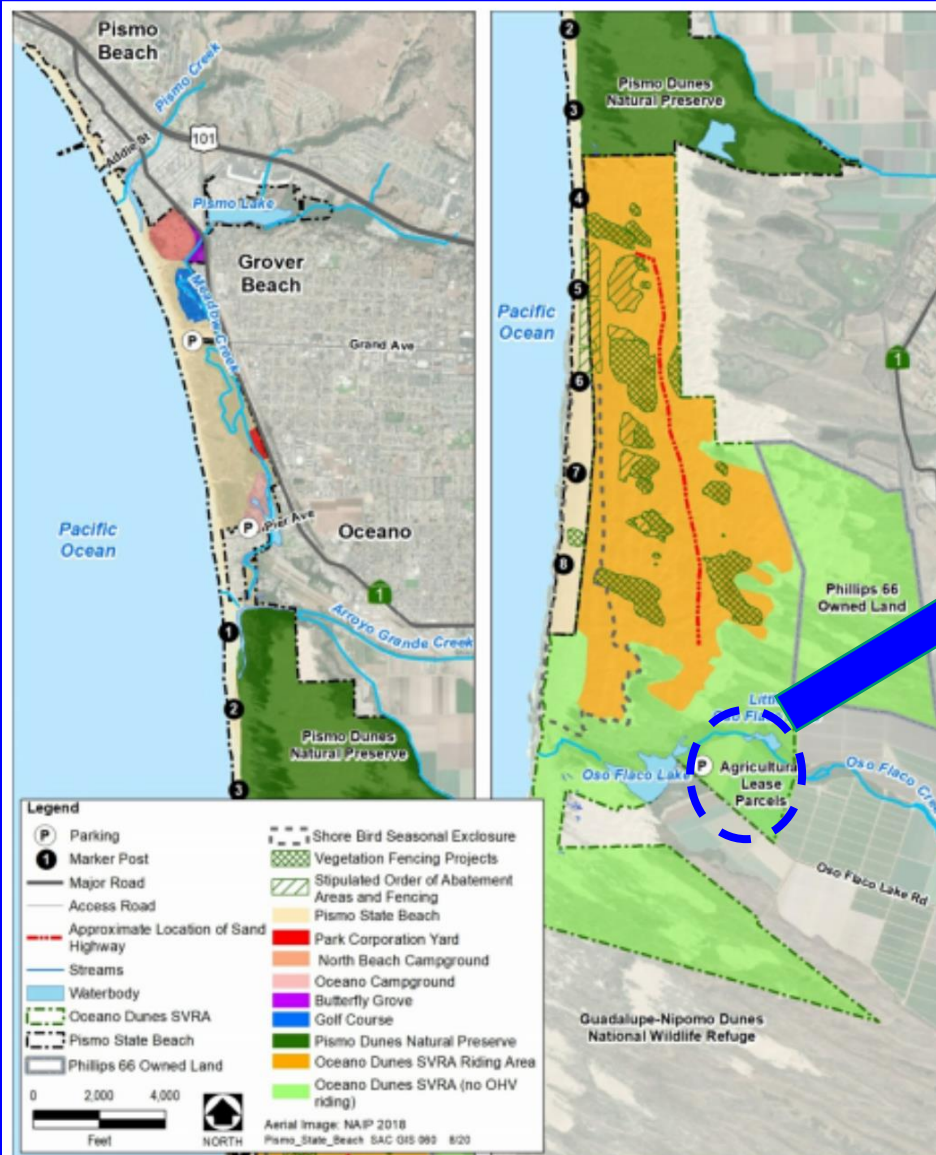 Pismo
Beach
Pismo Creek
101
Addie St
Pismo Lake
Grover
Beach
Meadow Creek
P
Grand Ave
Pacific
Ocean
P
Pier Ave
Oceano
1
Arroyo Grande Creek
1
2
Pismo Dunes
Natural Preserve
3
2
Pismo Dunes
Natural Preserve
3
4
5
Pacific
Ocean
6
1
7
8
Phillips 66
Owned Land
Oso Flaco Lake
P
Agricultural
Lease
Parcels
Oso Flaco
Oso Flaco Lake Rd
Guadalupe-Nipomo Dunes
National Wildlife Refuge
Legend
P Parking
1 Marker Post
Major Road
Access Road
Approximate Location of Sand
Highway
Streams
Waterbody
Oceano Dunes SVRA
Pismo State Beach
Phillips 66 Owned Land
Shore Bird Seasonal Exclosure
Vegetation Fencing Projects
Stipulated Order of Abatement
Areas and Fencing
Pismo State Beach
Park Corporation Yard
North Beach Campground
Oceano Campground
Butterfly Grove
Golf Course
Pismo Dunes Natural Preserve
Oceano Dunes SVRA Riding Area
Oceano Dunes SVRA (no OHV
riding)
0 2,000 4,000
Feet
NORTH
Aerial Image: NAIP 2018
Pismo_State_Beach SAC GIS 060 8/20